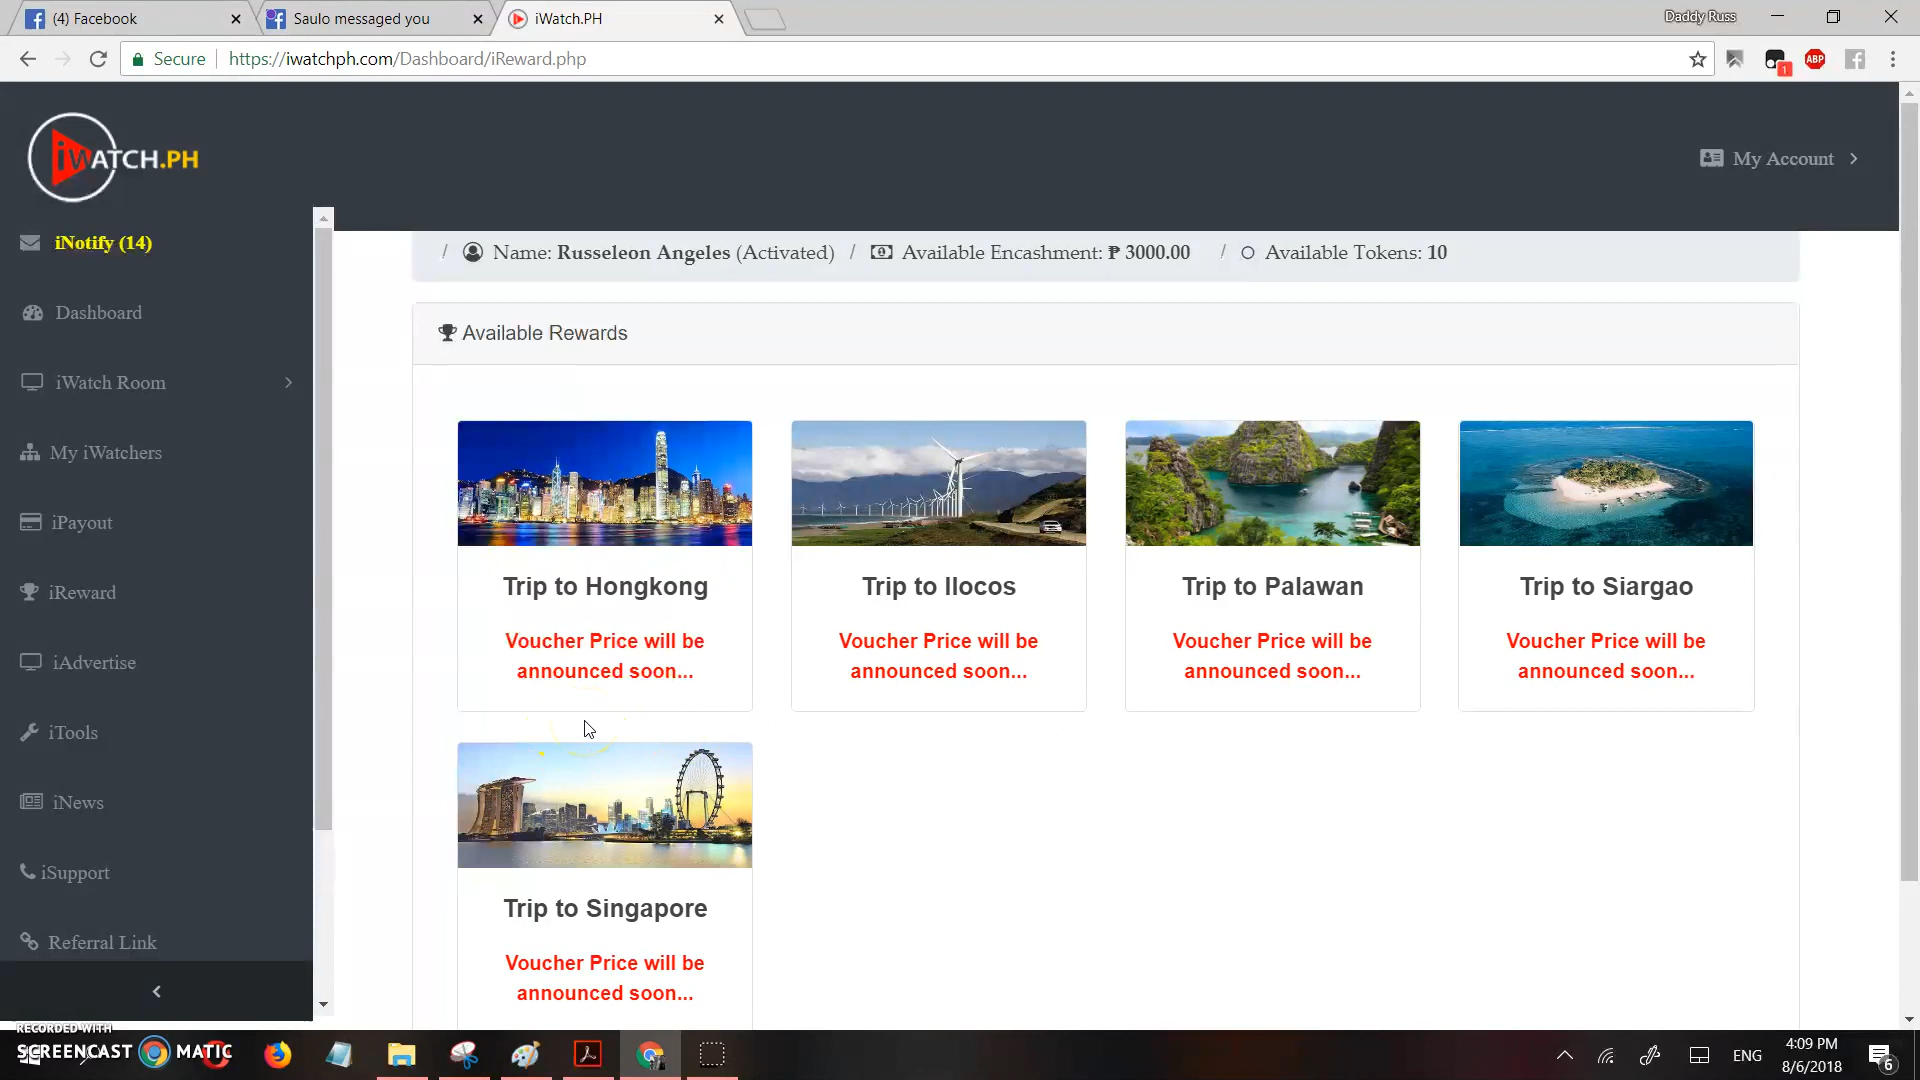 (4) Facebook
Saulo messaged you
iWatch.PH
Daddy Russ
Secure
https://iwatchph.com/Dashboard/iReward.php
1
ABP
iWATCH.PH
My Account
iNotify (14)
Dashboard
iWatch Room
My iWatchers
iPayout
iReward
iAdvertise
iTools
iNews
iSupport
Referral Link
/ Name: Russeleon Angeles (Activated) / Available Encashment: ₱ 3000.00 / Available Tokens: 10
Available Rewards
Trip to Hongkong
Voucher Price will be
announced soon...
Trip to Ilocos
Voucher Price will be
announced soon...
Trip to Palawan
Voucher Price will be
announced soon...
Trip to Siargao
Voucher Price will be
announced soon...
Trip to Singapore
Voucher Price will be
announced soon...
RECORDED WITH
SCREENCAST MATIC
ENG
4:09 PM
8/6/2018
6